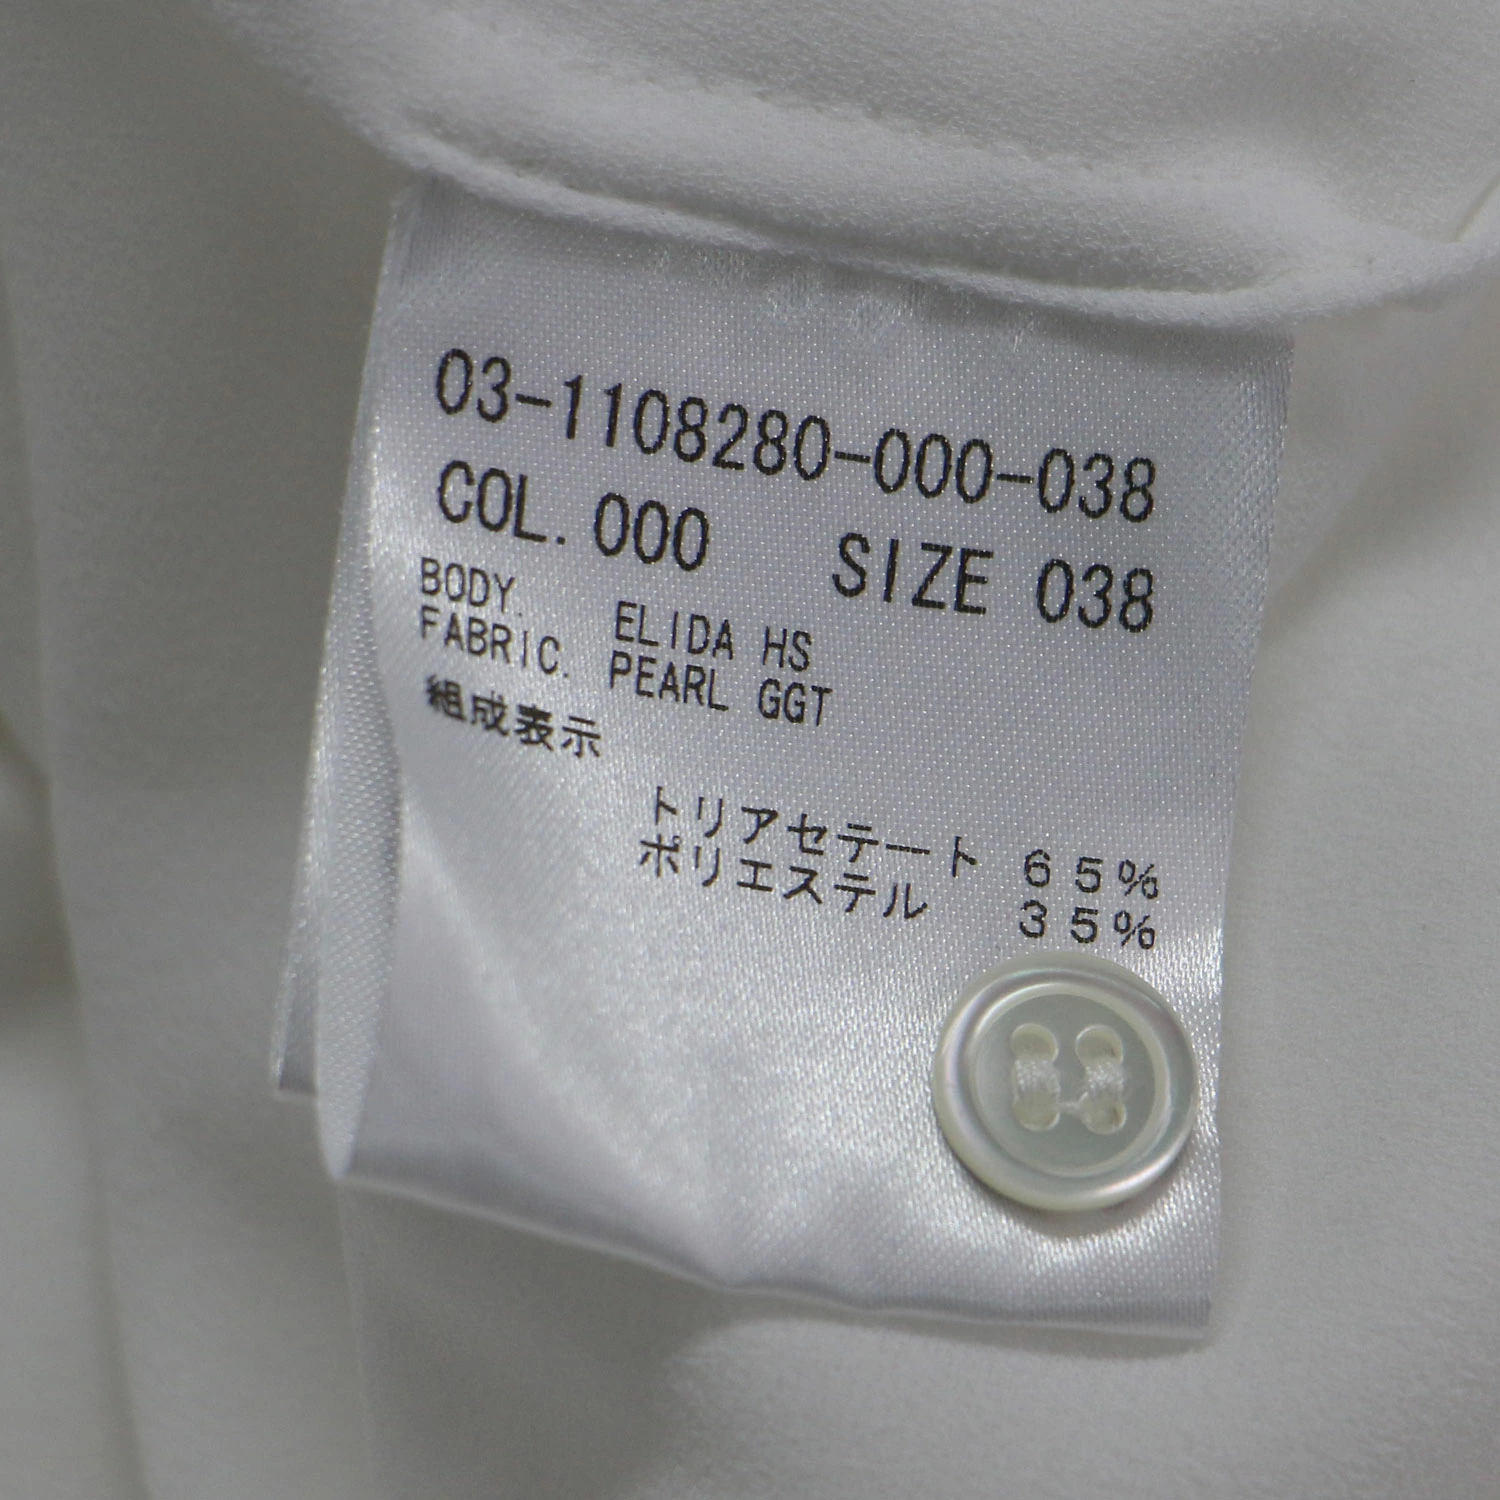 03-1108280-000-038
COL. 000 SIZE 038
BODY. ELIDA HS
FABRIC. PEARL GGT
組成表示
トリアセテート 65%
ポリエステル 35%